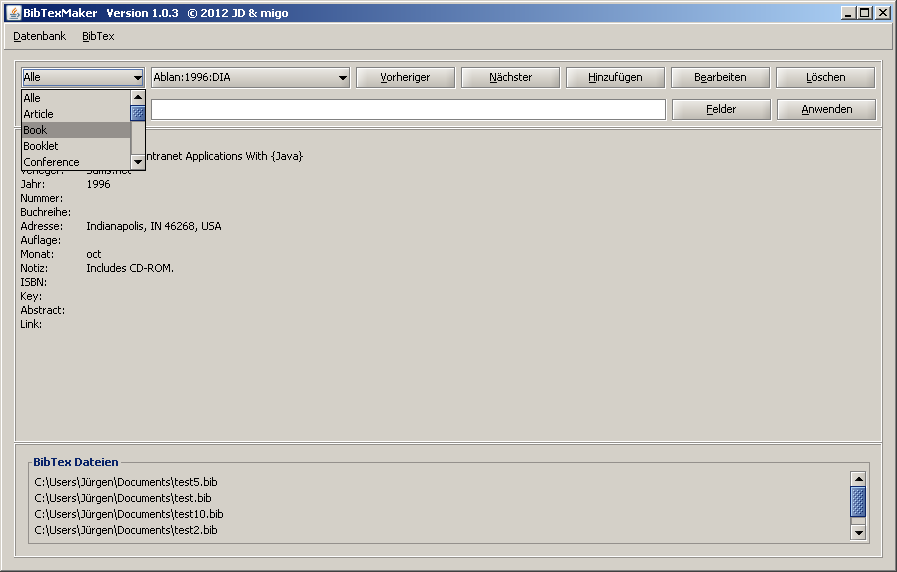 BibTexMaker Version 1.0.3 © 2012 JD & migo
Datenbank BibTex
Alle Ablan:1996:DIA Vorheriger Nächster Hinzufügen Bearbeiten Löschen
Alle
Article
Book
Booklet
Conference
Felder Anwenden
ntranet Applications With {Java}
Verleger: Sams.net
Jahr: 1996
Nummer:
Buchreihe:
Adresse: Indianapolis, IN 46268, USA
Auflage:
Monat: oct
Notiz: Includes CD-ROM.
ISBN:
Key:
Abstract:
Link:
BibTex Dateien
C:\Users\Jürgen\Documents\test5.bib
C:\Users\Jürgen\Documents\test.bib
C:\Users\Jürgen\Documents\test10.bib
C:\Users\Jürgen\Documents\test2.bib